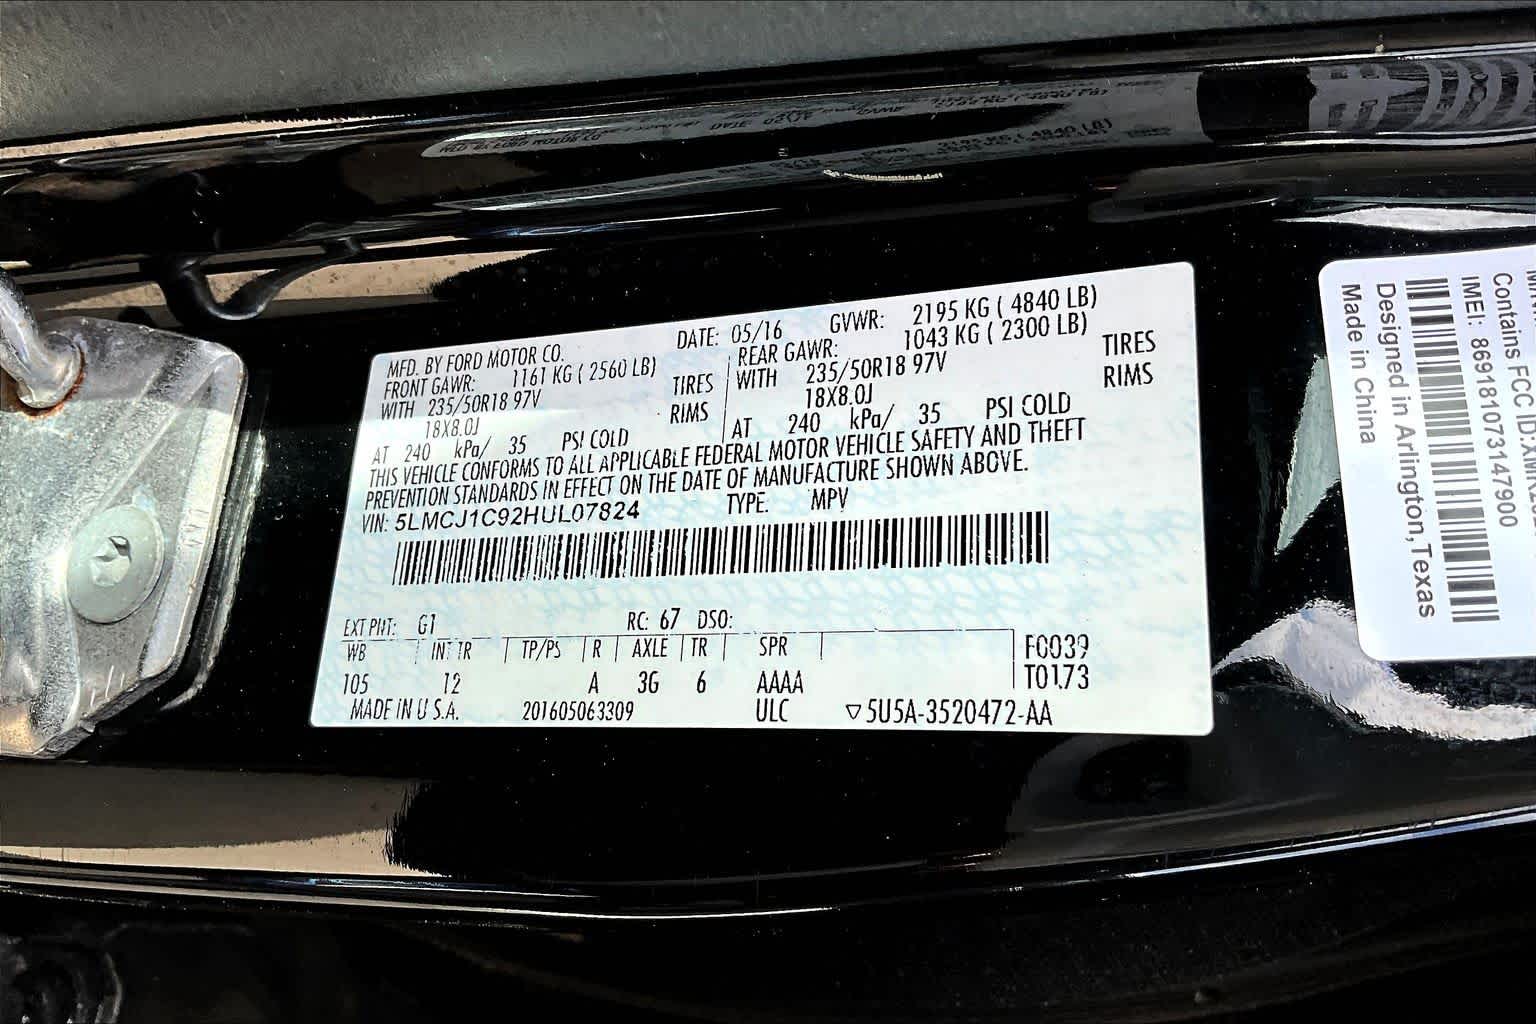 MFD. BY FORD MOTOR CO. DATE: 05/16 GVWR: 2195 KG ( 4840 LB)
FRONT GAWR: 1161 KG ( 2560 LB) REAR GAWR: 1043 KG ( 2300 LB)
WITH 235/50R18 97V TIRES WITH 235/50R18 97V TIRES
18X8.0J RIMS 18X8.0J RIMS
AT 240 kPa/ 35 PSI COLD AT 240 kPa/ 35 PSI COLD
THIS VEHICLE CONFORMS TO ALL APPLICABLE FEDERAL MOTOR VEHICLE SAFETY AND THEFT
PREVENTION STANDARDS IN EFFECT ON THE DATE OF MANUFACTURE SHOWN ABOVE.
VIN: 5LMCJ1C92HUL07824 TYPE: MPV
EXT PNT: G1 RC: 67 DSO:
WB INT TR TP/PS R AXLE TR SPR F0039
105 12 A 3G 6 AAAA T0173
MADE IN U.S.A. 201605063309 ULC ▽5U5A-3520472-AA
Contains FCC
IMEI: 869181073147900
Designed in Arlington,Texas
Made in China